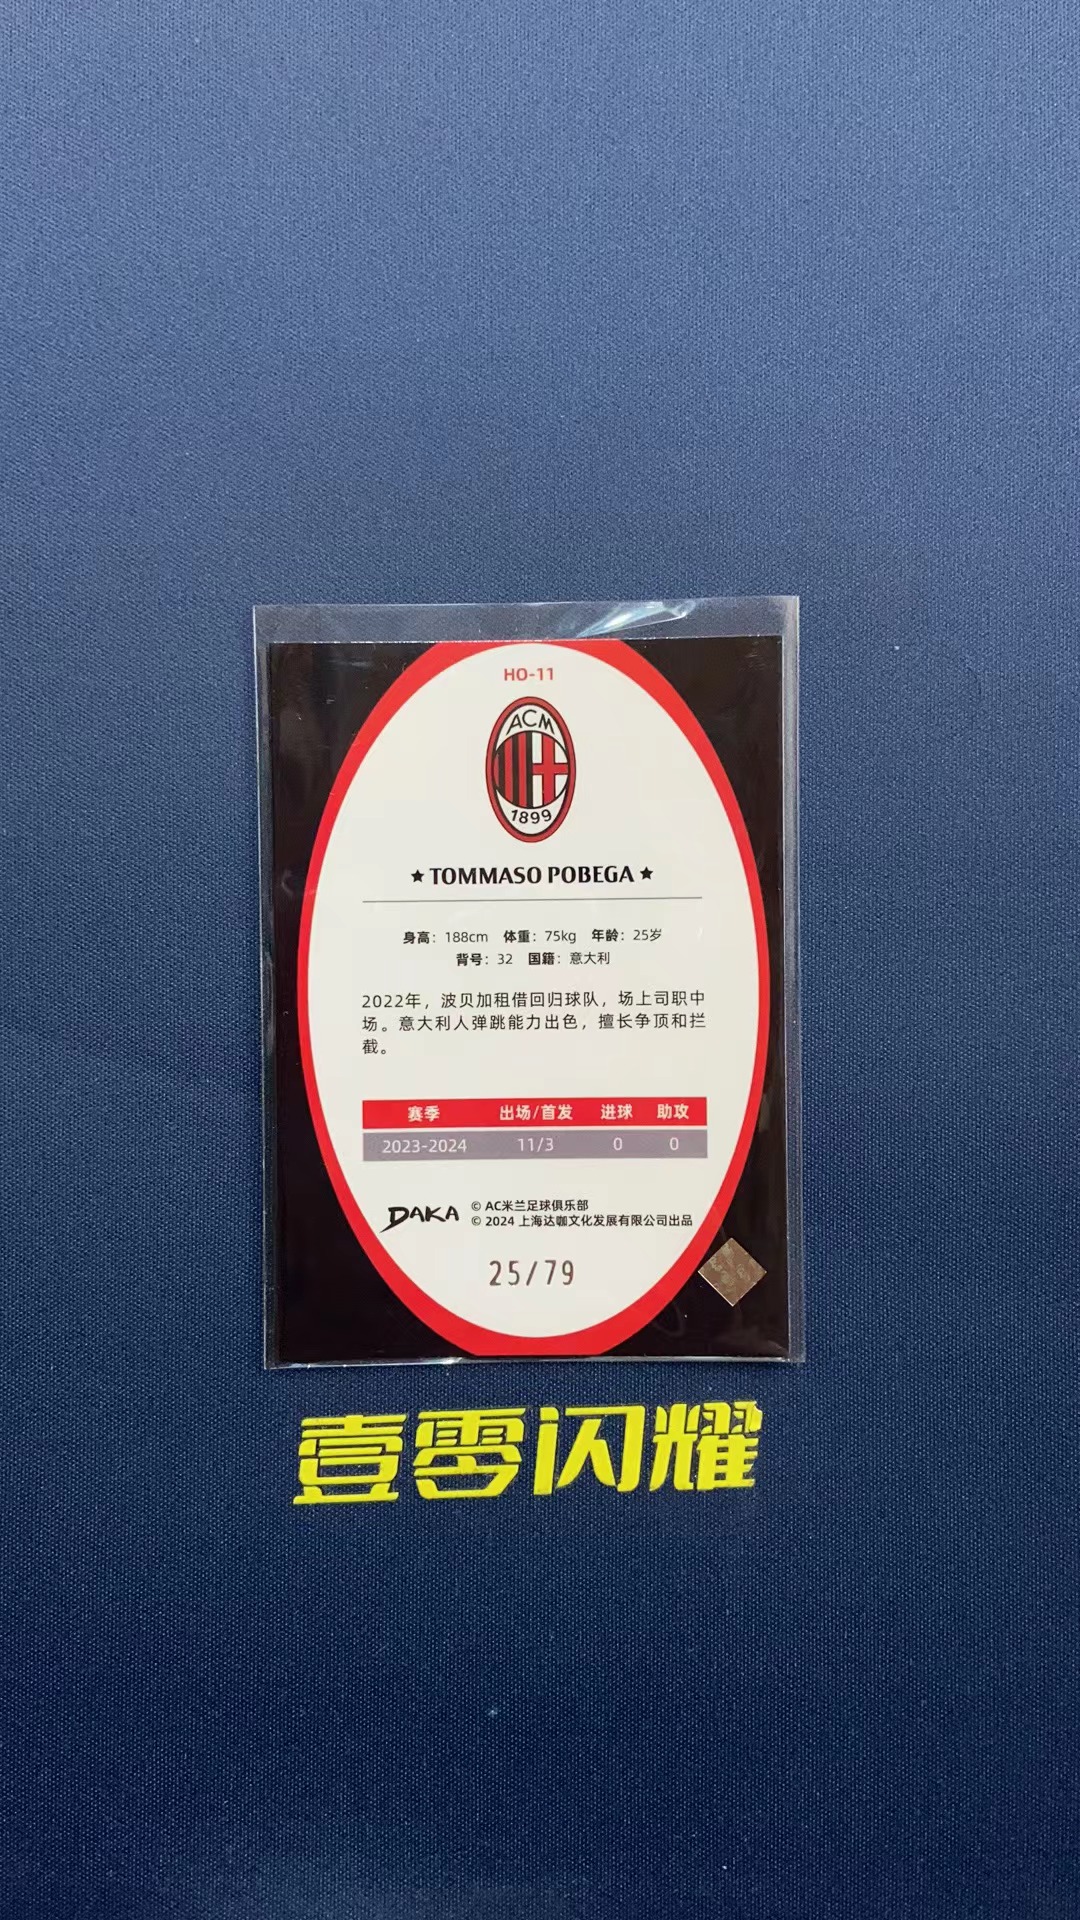 HO-11
ACM
1899
★ TOMMASO POBEGA ★
身高：188cm 体重：75kg 年龄：25岁
背号：32 国籍：意大利
2022年，波贝加租借回归球队，场上司职中
场。意大利人弹跳能力出色，擅长争顶和拦
截。
赛季 出场/首发 进球 助攻
2023-2024 11/3 0 0
DAKA
© AC米兰足球俱乐部
© 2024 上海达咖文化发展有限公司出品
25/79
壹零闪耀